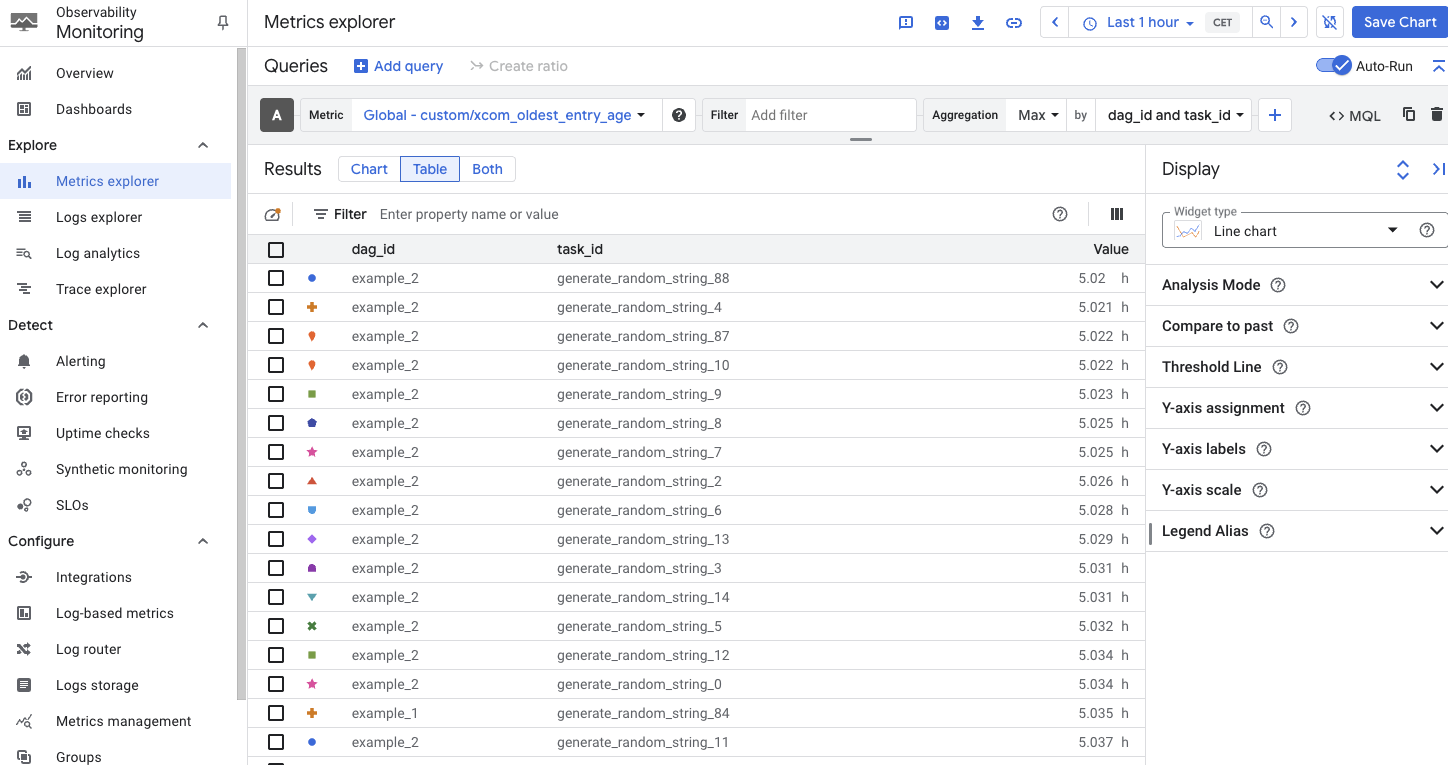 Observability
Monitoring
Overview
Dashboards
Explore
Metrics explorer
Logs explorer
Log analytics
Trace explorer
Detect
Alerting
Error reporting
Uptime checks
Synthetic monitoring
SLOs
Configure
Integrations
Log-based metrics
Log router
Logs storage
Metrics management
Groups
Metrics explorer
Last 1 hour CET
Save Chart
Queries Add query Create ratio
Auto-Run
A Metric Global - custom/xcom_oldest_entry_age Filter Add filter Aggregation Max by dag_id and task_id <> MQL
Results Chart Table Both
Filter Enter property name or value
dag_id task_id Value
example_2 generate_random_string_88 5.02 h
example_2 generate_random_string_4 5.021 h
example_2 generate_random_string_87 5.022 h
example_2 generate_random_string_10 5.022 h
example_2 generate_random_string_9 5.023 h
example_2 generate_random_string_8 5.025 h
example_2 generate_random_string_7 5.025 h
example_2 generate_random_string_2 5.026 h
example_2 generate_random_string_6 5.028 h
example_2 generate_random_string_13 5.029 h
example_2 generate_random_string_3 5.031 h
example_2 generate_random_string_14 5.031 h
example_2 generate_random_string_5 5.032 h
example_2 generate_random_string_12 5.034 h
example_2 generate_random_string_0 5.034 h
example_1 generate_random_string_84 5.035 h
example_2 generate_random_string_11 5.037 h
Display
Widget type
Line chart
Analysis Mode
Compare to past
Threshold Line
Y-axis assignment
Y-axis labels
Y-axis scale
Legend Alias